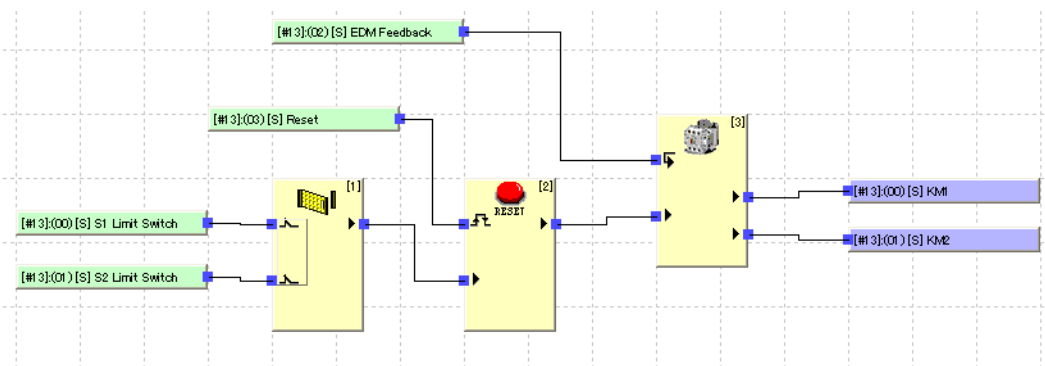 [#13]:(02) [S] EDM Feedback
[#13]:(03) [S] Reset
[3]
[1]
[2]
RESET
[#13]:(00) [S] KM1
[#13]:(00) [S] S1 Limit Switch
[#13]:(01) [S] KM2
[#13]:(01) [S] S2 Limit Switch